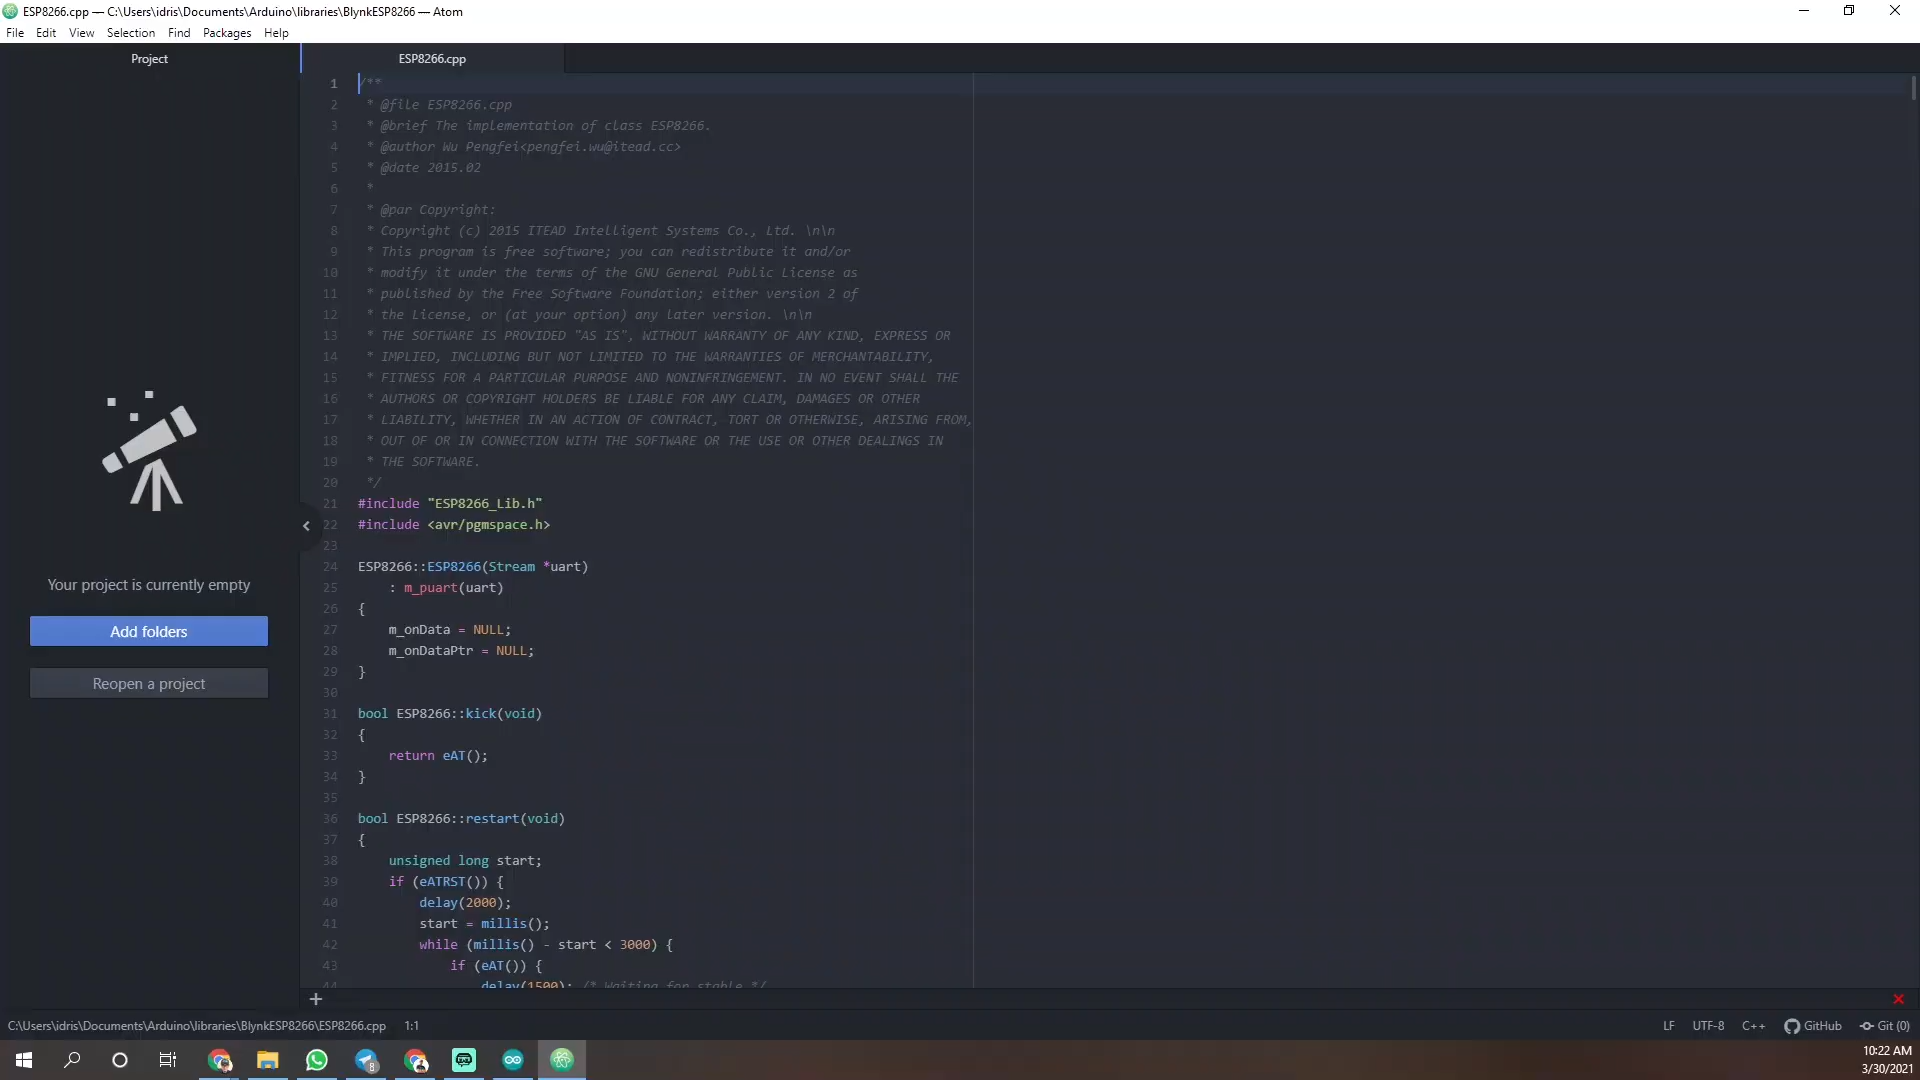 ESP8266.cpp — C:\Users\idris\Documents\Arduino\libraries\BlynkESP8266 — Atom
File Edit View Selection Find Packages Help
Project
ESP8266.cpp
1 /**
2 * @file ESP8266.cpp
3 * @brief The implementation of class ESP8266.
4 * @author Wu Pengfei<pengfei.wu@itead.cc>
5 * @date 2015.02
6 *
7 * @par Copyright:
8 * Copyright (c) 2015 ITEAD Intelligent Systems Co., Ltd. \n\n
9 * This program is free software; you can redistribute it and/or
10 * modify it under the terms of the GNU General Public License as
11 * published by the Free Software Foundation; either version 2 of
12 * the License, or (at your option) any later version. \n\n
13 * THE SOFTWARE IS PROVIDED "AS IS", WITHOUT WARRANTY OF ANY KIND, EXPRESS OR
14 * IMPLIED, INCLUDING BUT NOT LIMITED TO THE WARRANTIES OF MERCHANTABILITY,
15 * FITNESS FOR A PARTICULAR PURPOSE AND NONINFRINGEMENT. IN NO EVENT SHALL THE
16 * AUTHORS OR COPYRIGHT HOLDERS BE LIABLE FOR ANY CLAIM, DAMAGES OR OTHER
17 * LIABILITY, WHETHER IN AN ACTION OF CONTRACT, TORT OR OTHERWISE, ARISING FROM,
18 * OUT OF OR IN CONNECTION WITH THE SOFTWARE OR THE USE OR OTHER DEALINGS IN
19 * THE SOFTWARE.
20 */
21 #include "ESP8266_Lib.h"
22 #include <avr/pgmspace.h>
23
24 ESP8266::ESP8266(Stream *uart)
25 : m_puart(uart)
26 {
27 m_onData = NULL;
28 m_onDataPtr = NULL;
29 }
30
31 bool ESP8266::kick(void)
32 {
33 return eAT();
34 }
35
36 bool ESP8266::restart(void)
37 {
38 unsigned long start;
39 if (eATRST()) {
40 delay(2000);
41 start = millis();
42 while (millis() - start < 3000) {
43 if (eAT()) {
44 delay(1500); /* Waiting for stable */
Your project is currently empty
Add folders
Reopen a project
C:\Users\idris\Documents\Arduino\libraries\BlynkESP8266\ESP8266.cpp 1:1
LF UTF-8 C++ GitHub Git (0)
8
10:22 AM
3/30/2021